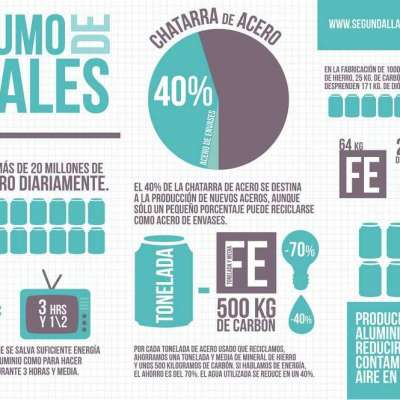 UMO DE
ALES
MÁS DE 20 MILLONES DE
RO DIARIAMENTE.
3 HRS
Y 1\2
E SE SALVA SUFICIENTE ENERGÍA
LUMINIO COMO PARA HACER
URANTE 3 HORAS Y MEDIA.
CHATARRA DE ACERO
40%
ACERO DE ENVASES
EL 40% DE LA CHATARRA DE ACERO SE DESTINA
A LA PRODUCCIÓN DE NUEVOS ACEROS, AUNQUE
SÓLO UN PEQUEÑO PORCENTAJE PUEDE RECICLARSE
COMO ACERO DE ENVASES.
TONELADA
FE
TONELADA Y MEDIA
500 KG
DE CARBÓN
-70%
-40%
POR CADA TONELADA DE ACERO USADO QUE RECICLAMOS,
AHORRAMOS UNA TONELADA Y MEDIA DE MINERAL DE HIERRO
Y UNOS 500 KILOGRAMOS DE CARBÓN. SI HABLAMOS DE ENERGÍA,
EL AHORRO ES DEL 70%. EL AGUA UTILIZADA SE REDUCE EN UN 40%.
WWW.SEGUNDALLA
EN LA FABRICACIÓN DE 1000
DE HIERRO, 25 KG. DE CARBÓ
DESPRENDEN 171 KG. DE DIO
64 KG
FE
2
D
PRODUCI
ALUMINI
REDUCIR
CONTAM
AIRE EN